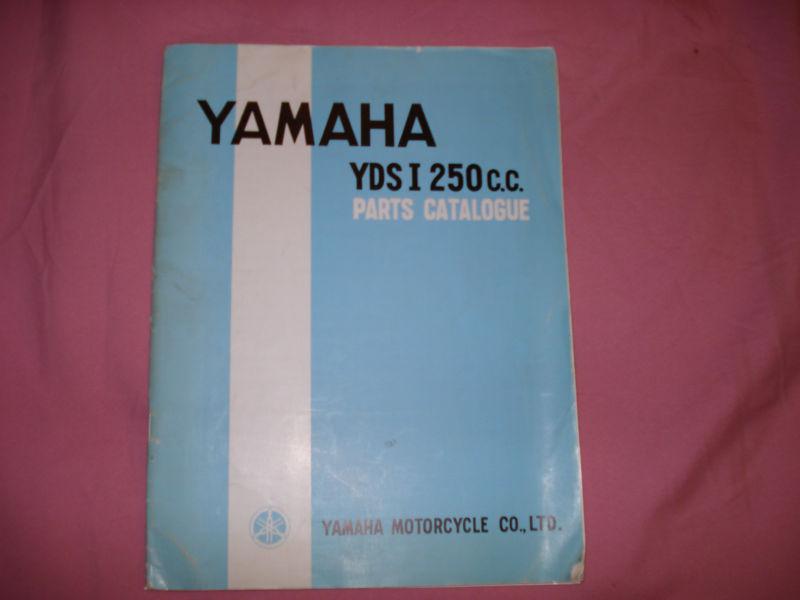 YAMAHA
YDS I 250 C.C.
PARTS CATALOGUE
YAMAHA MOTORCYCLE CO., LTD.